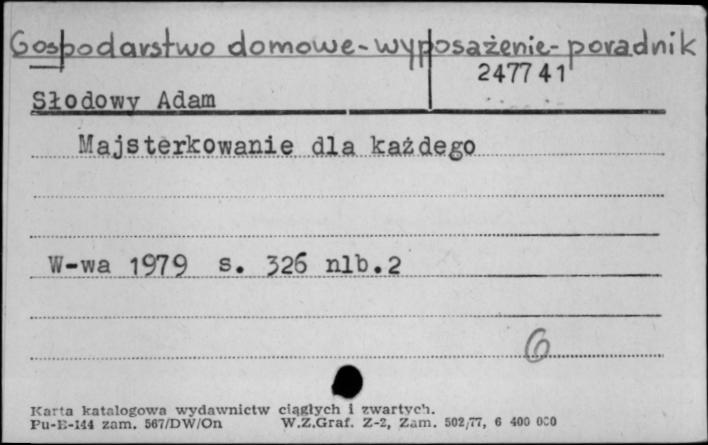 Gospodarstwo domowe-wyposażenie-poradnik
247741
Słodowy Adam
Majsterkowanie dla każdego
W-wa 1979 s. 326 nlb.2
6
Karta katalogowa wydawnictw ciągłych i zwartych.
Pu-K-144 zam. 567/DW/On W.Z.Graf. Z-2, Zam. 502/77, 6 400 000